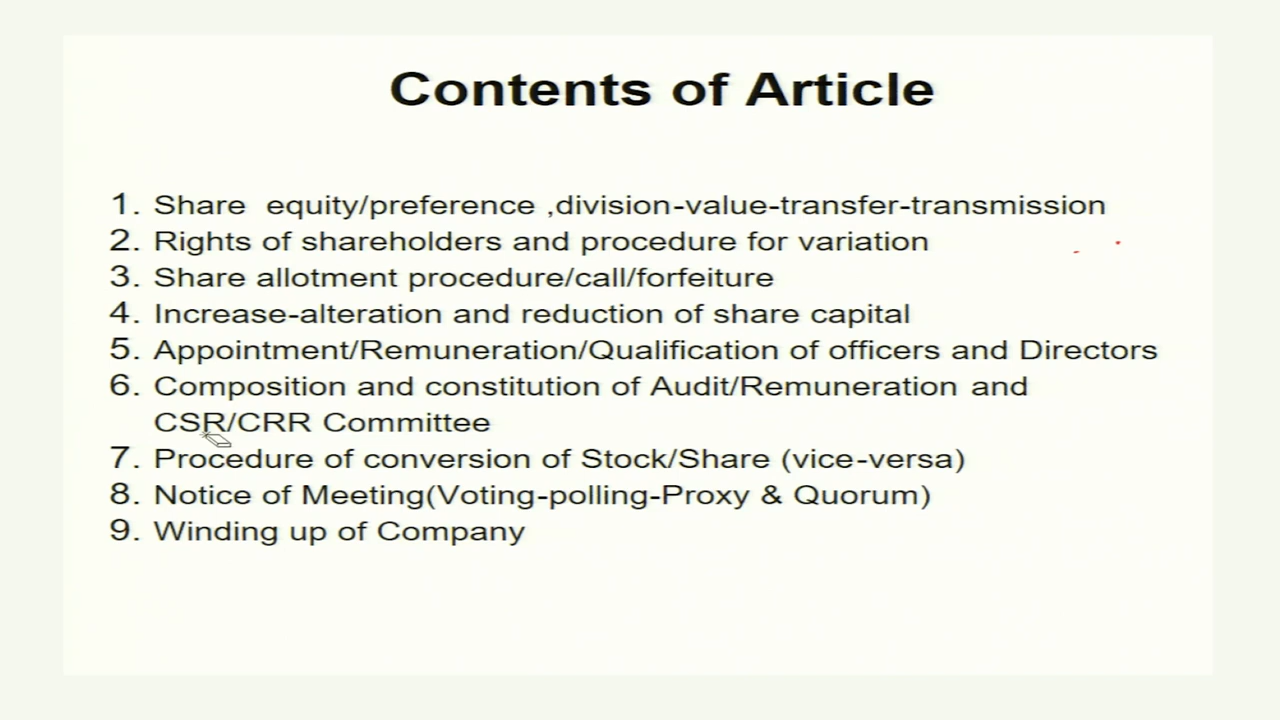 Contents of Article
1. Share equity/preference ,division-value-transfer-transmission
2. Rights of shareholders and procedure for variation
3. Share allotment procedure/call/forfeiture
4. Increase-alteration and reduction of share capital
5. Appointment/Remuneration/Qualification of officers and Directors
6. Composition and constitution of Audit/Remuneration and
CSR/CRR Committee
7. Procedure of conversion of Stock/Share (vice-versa)
8. Notice of Meeting(Voting-polling-Proxy & Quorum)
9. Winding up of Company